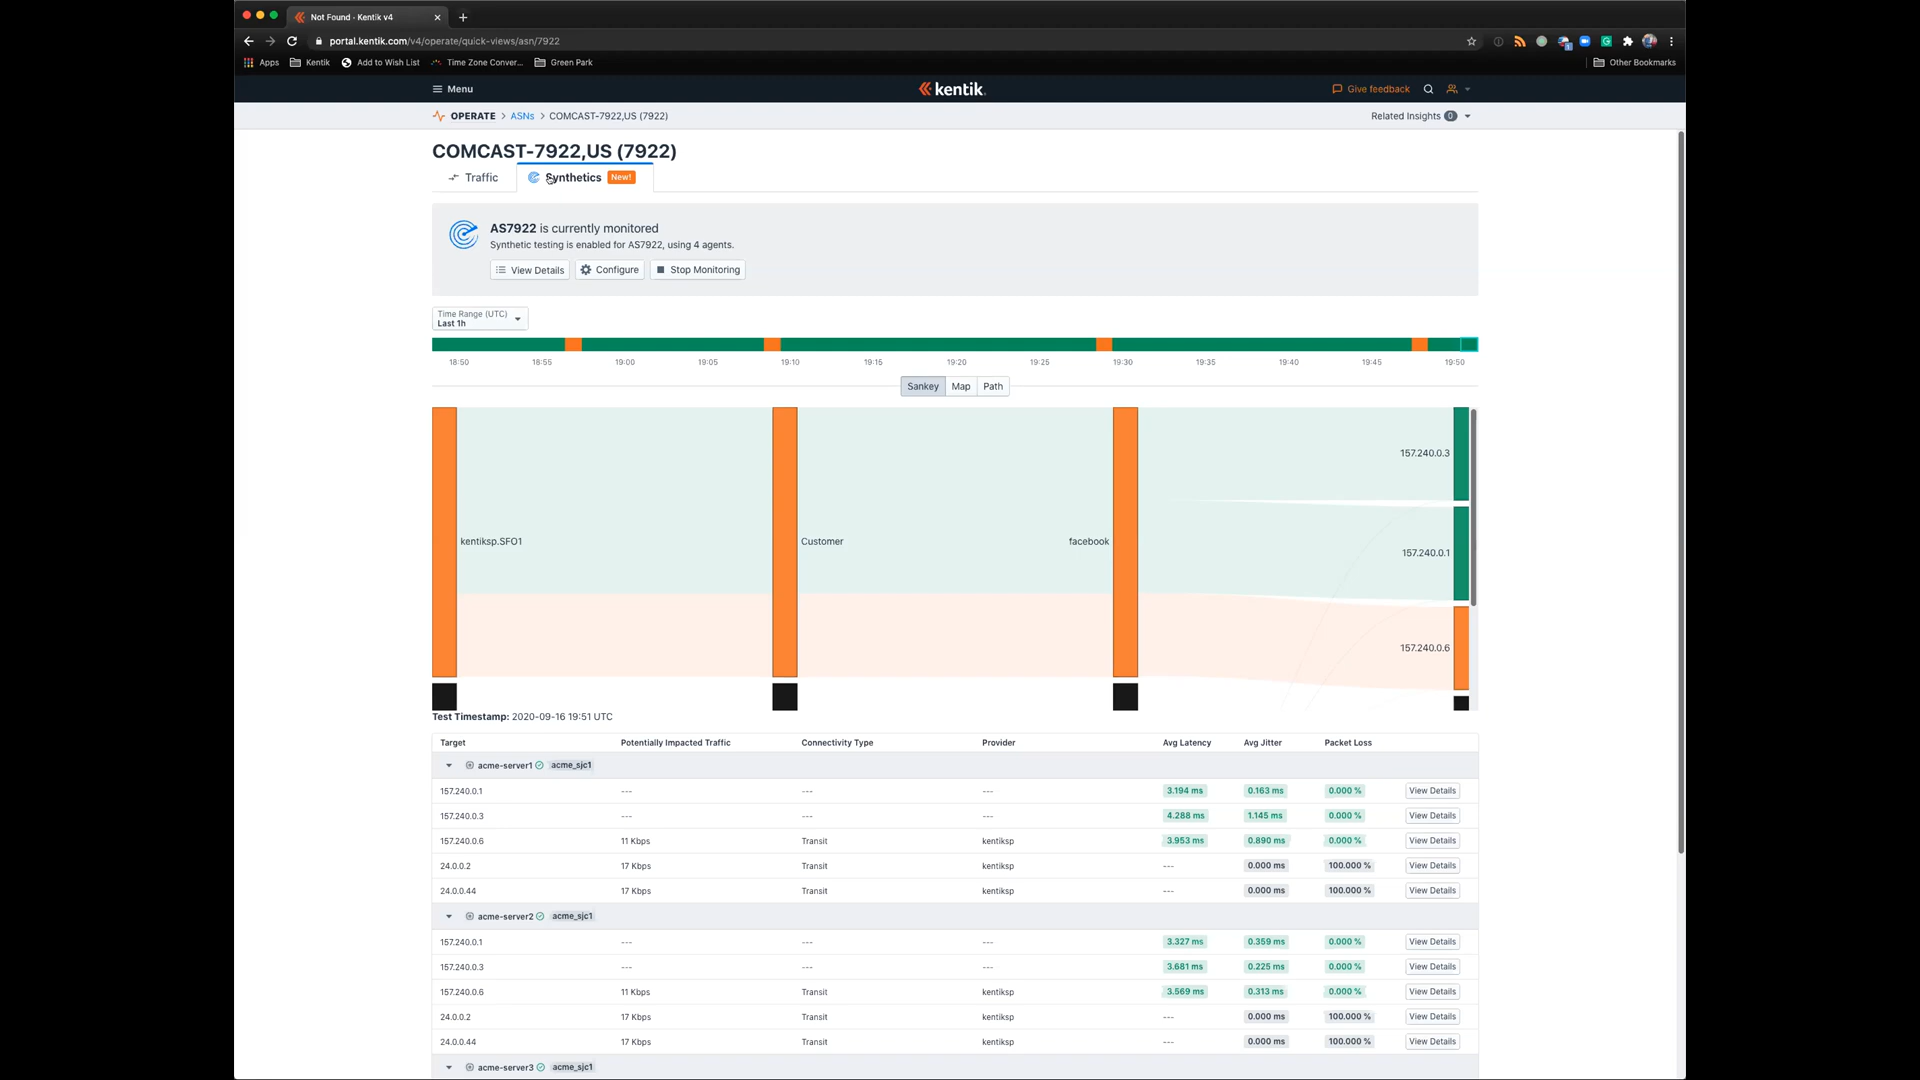 Not Found · Kentik v4
portal.kentik.com/v4/operate/quick-views/asn/7922
Apps Kentik Add to Wish List Time Zone Conver... Green Park Other Bookmarks
Menu kentik. Give feedback
OPERATE > ASNs > COMCAST-7922,US (7922) Related Insights 0
COMCAST-7922,US (7922)
Traffic Synthetics New!
AS7922 is currently monitored
Synthetic testing is enabled for AS7922, using 4 agents.
View Details Configure Stop Monitoring
Time Range (UTC)
Last 1h
18:50 18:55 19:00 19:05 19:10 19:15 19:20 19:25 19:30 19:35 19:40 19:45 19:50
Sankey Map Path
157.240.0.3
kentiksp.SFO1 Customer facebook 157.240.0.1
157.240.0.6
Test Timestamp: 2020-09-16 19:51 UTC
Target Potentially Impacted Traffic Connectivity Type Provider Avg Latency Avg Jitter Packet Loss
acme-server1 acme_sjc1
157.240.0.1 --- --- --- 3.194 ms 0.163 ms 0.000 % View Details
157.240.0.3 --- --- --- 4.288 ms 1.145 ms 0.000 % View Details
157.240.0.6 11 Kbps Transit kentiksp 3.953 ms 0.890 ms 0.000 % View Details
24.0.0.2 17 Kbps Transit kentiksp --- 0.000 ms 100.000 % View Details
24.0.0.44 17 Kbps Transit kentiksp --- 0.000 ms 100.000 % View Details
acme-server2 acme_sjc1
157.240.0.1 --- --- --- 3.327 ms 0.359 ms 0.000 % View Details
157.240.0.3 --- --- --- 3.681 ms 0.225 ms 0.000 % View Details
157.240.0.6 11 Kbps Transit kentiksp 3.569 ms 0.313 ms 0.000 % View Details
24.0.0.2 17 Kbps Transit kentiksp --- 0.000 ms 100.000 % View Details
24.0.0.44 17 Kbps Transit kentiksp --- 0.000 ms 100.000 % View Details
acme-server3 acme_sjc1